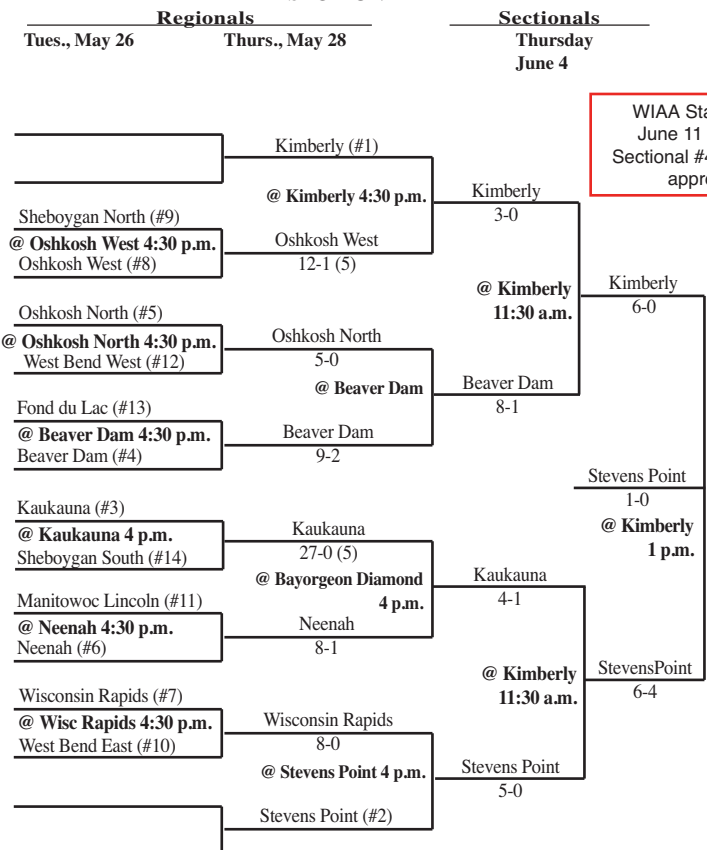 Regionals
Sectionals
Tues., May 26
Thurs., May 28
Thursday
June 4
WIAA
June 11
Sectional
Kimberly (#1)
@ Kimberly 4:30 p.m.
Kimberly
3-0
Sheboygan North (#9)
@ Oshkosh West 4:30 p.m.
Oshkosh West (#8)
Oshkosh West
12-1 (5)
@ Kimberly
11:30 a.m.
Kimberly
6-0
Oshkosh North (#5)
@ Oshkosh North 4:30 p.m.
West Bend West (#12)
Oshkosh North
5-0
@ Beaver Dam
Beaver Dam
8-1
Fond du Lac (#13)
@ Beaver Dam 4:30 p.m.
Beaver Dam (#4)
Beaver Dam
9-2
Stevens Point
1-0
@ Kimberly
1 p.m.
Kaukauna (#3)
@ Kaukauna 4 p.m.
Sheboygan South (#14)
Kaukauna
27-0 (5)
@ Bayorgeon Diamond
4 p.m.
Kaukauna
4-1
Manitowoc Lincoln (#11)
@ Neenah 4:30 p.m.
Neenah (#6)
Neenah
8-1
@ Kimberly
11:30 a.m.
StevensPoint
6-4
Wisconsin Rapids (#7)
@ Wisc Rapids 4:30 p.m.
West Bend East (#10)
Wisconsin Rapids
8-0
@ Stevens Point 4 p.m.
Stevens Point
5-0
Stevens Point (#2)